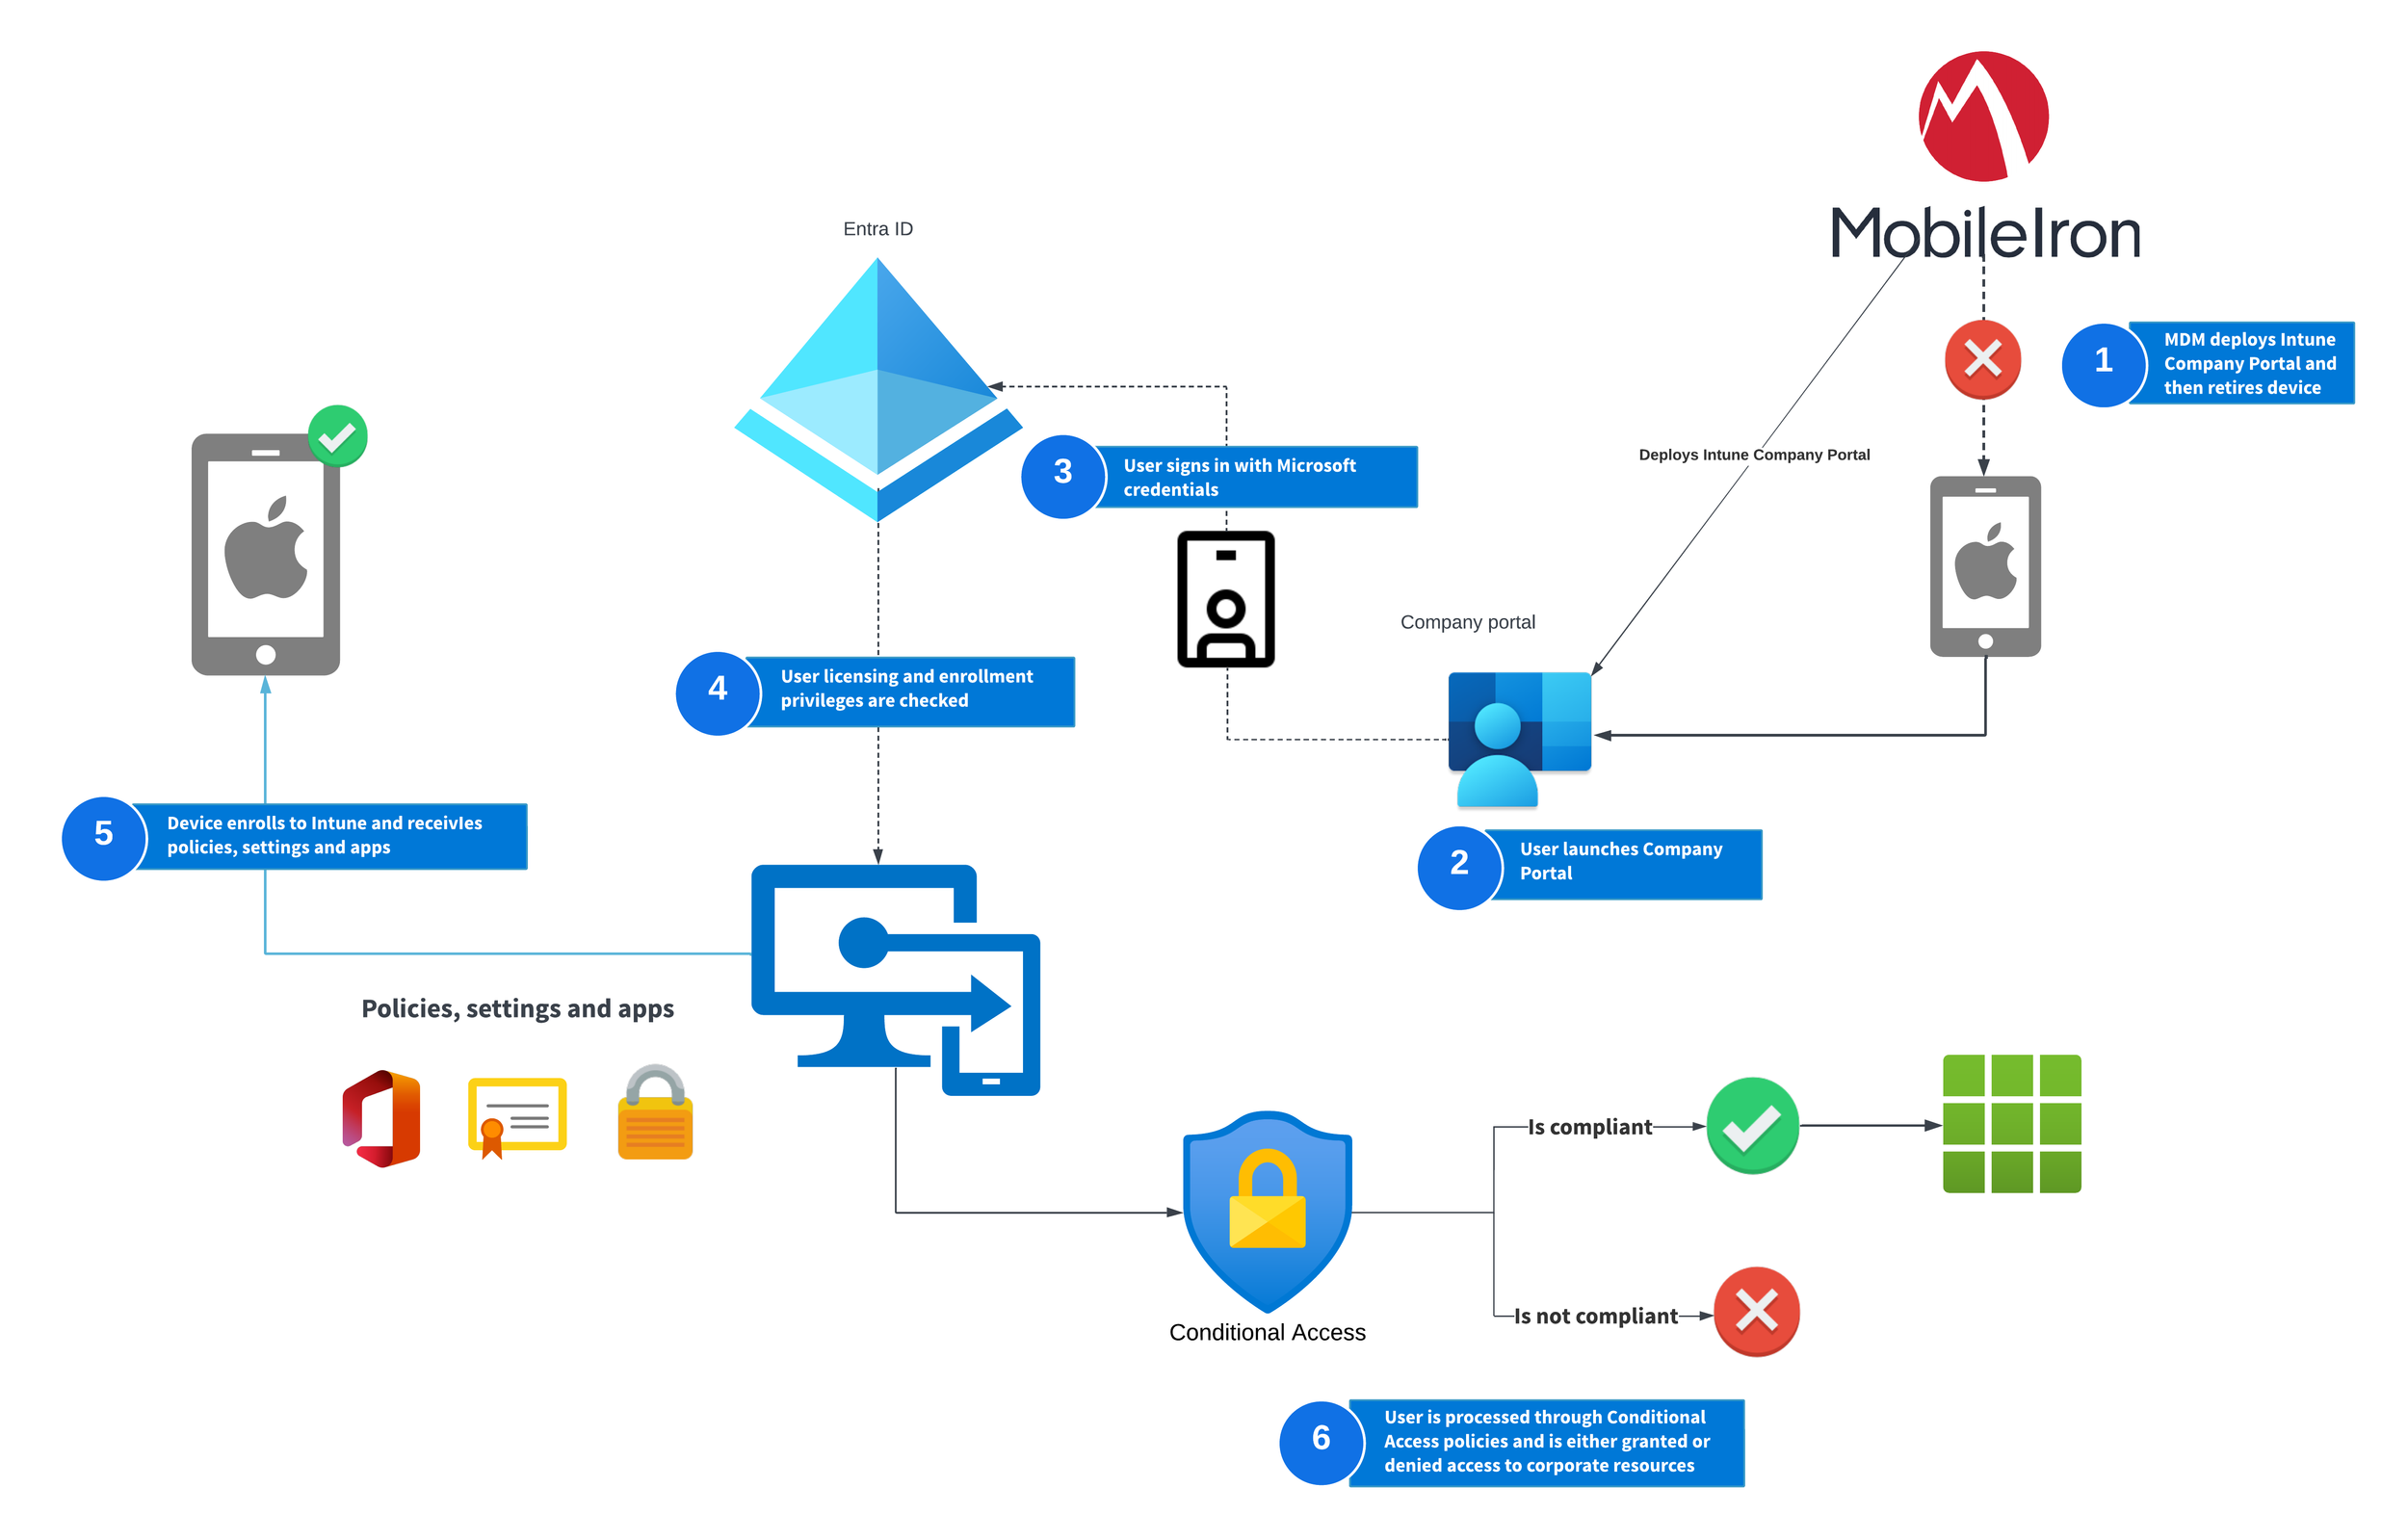 MobileIron
Entra ID
1
MDM deploys Intune
Company Portal and
then retires device
Deploys Intune Company Portal
3
User signs in with Microsoft
credentials
Company portal
4
User licensing and enrollment
privileges are checked
5
Device enrolls to Intune and receivIes
policies, settings and apps
2
User launches Company
Portal
Policies, settings and apps
Is compliant
Is not compliant
Conditional Access
6
User is processed through Conditional
Access policies and is either granted or
denied access to corporate resources